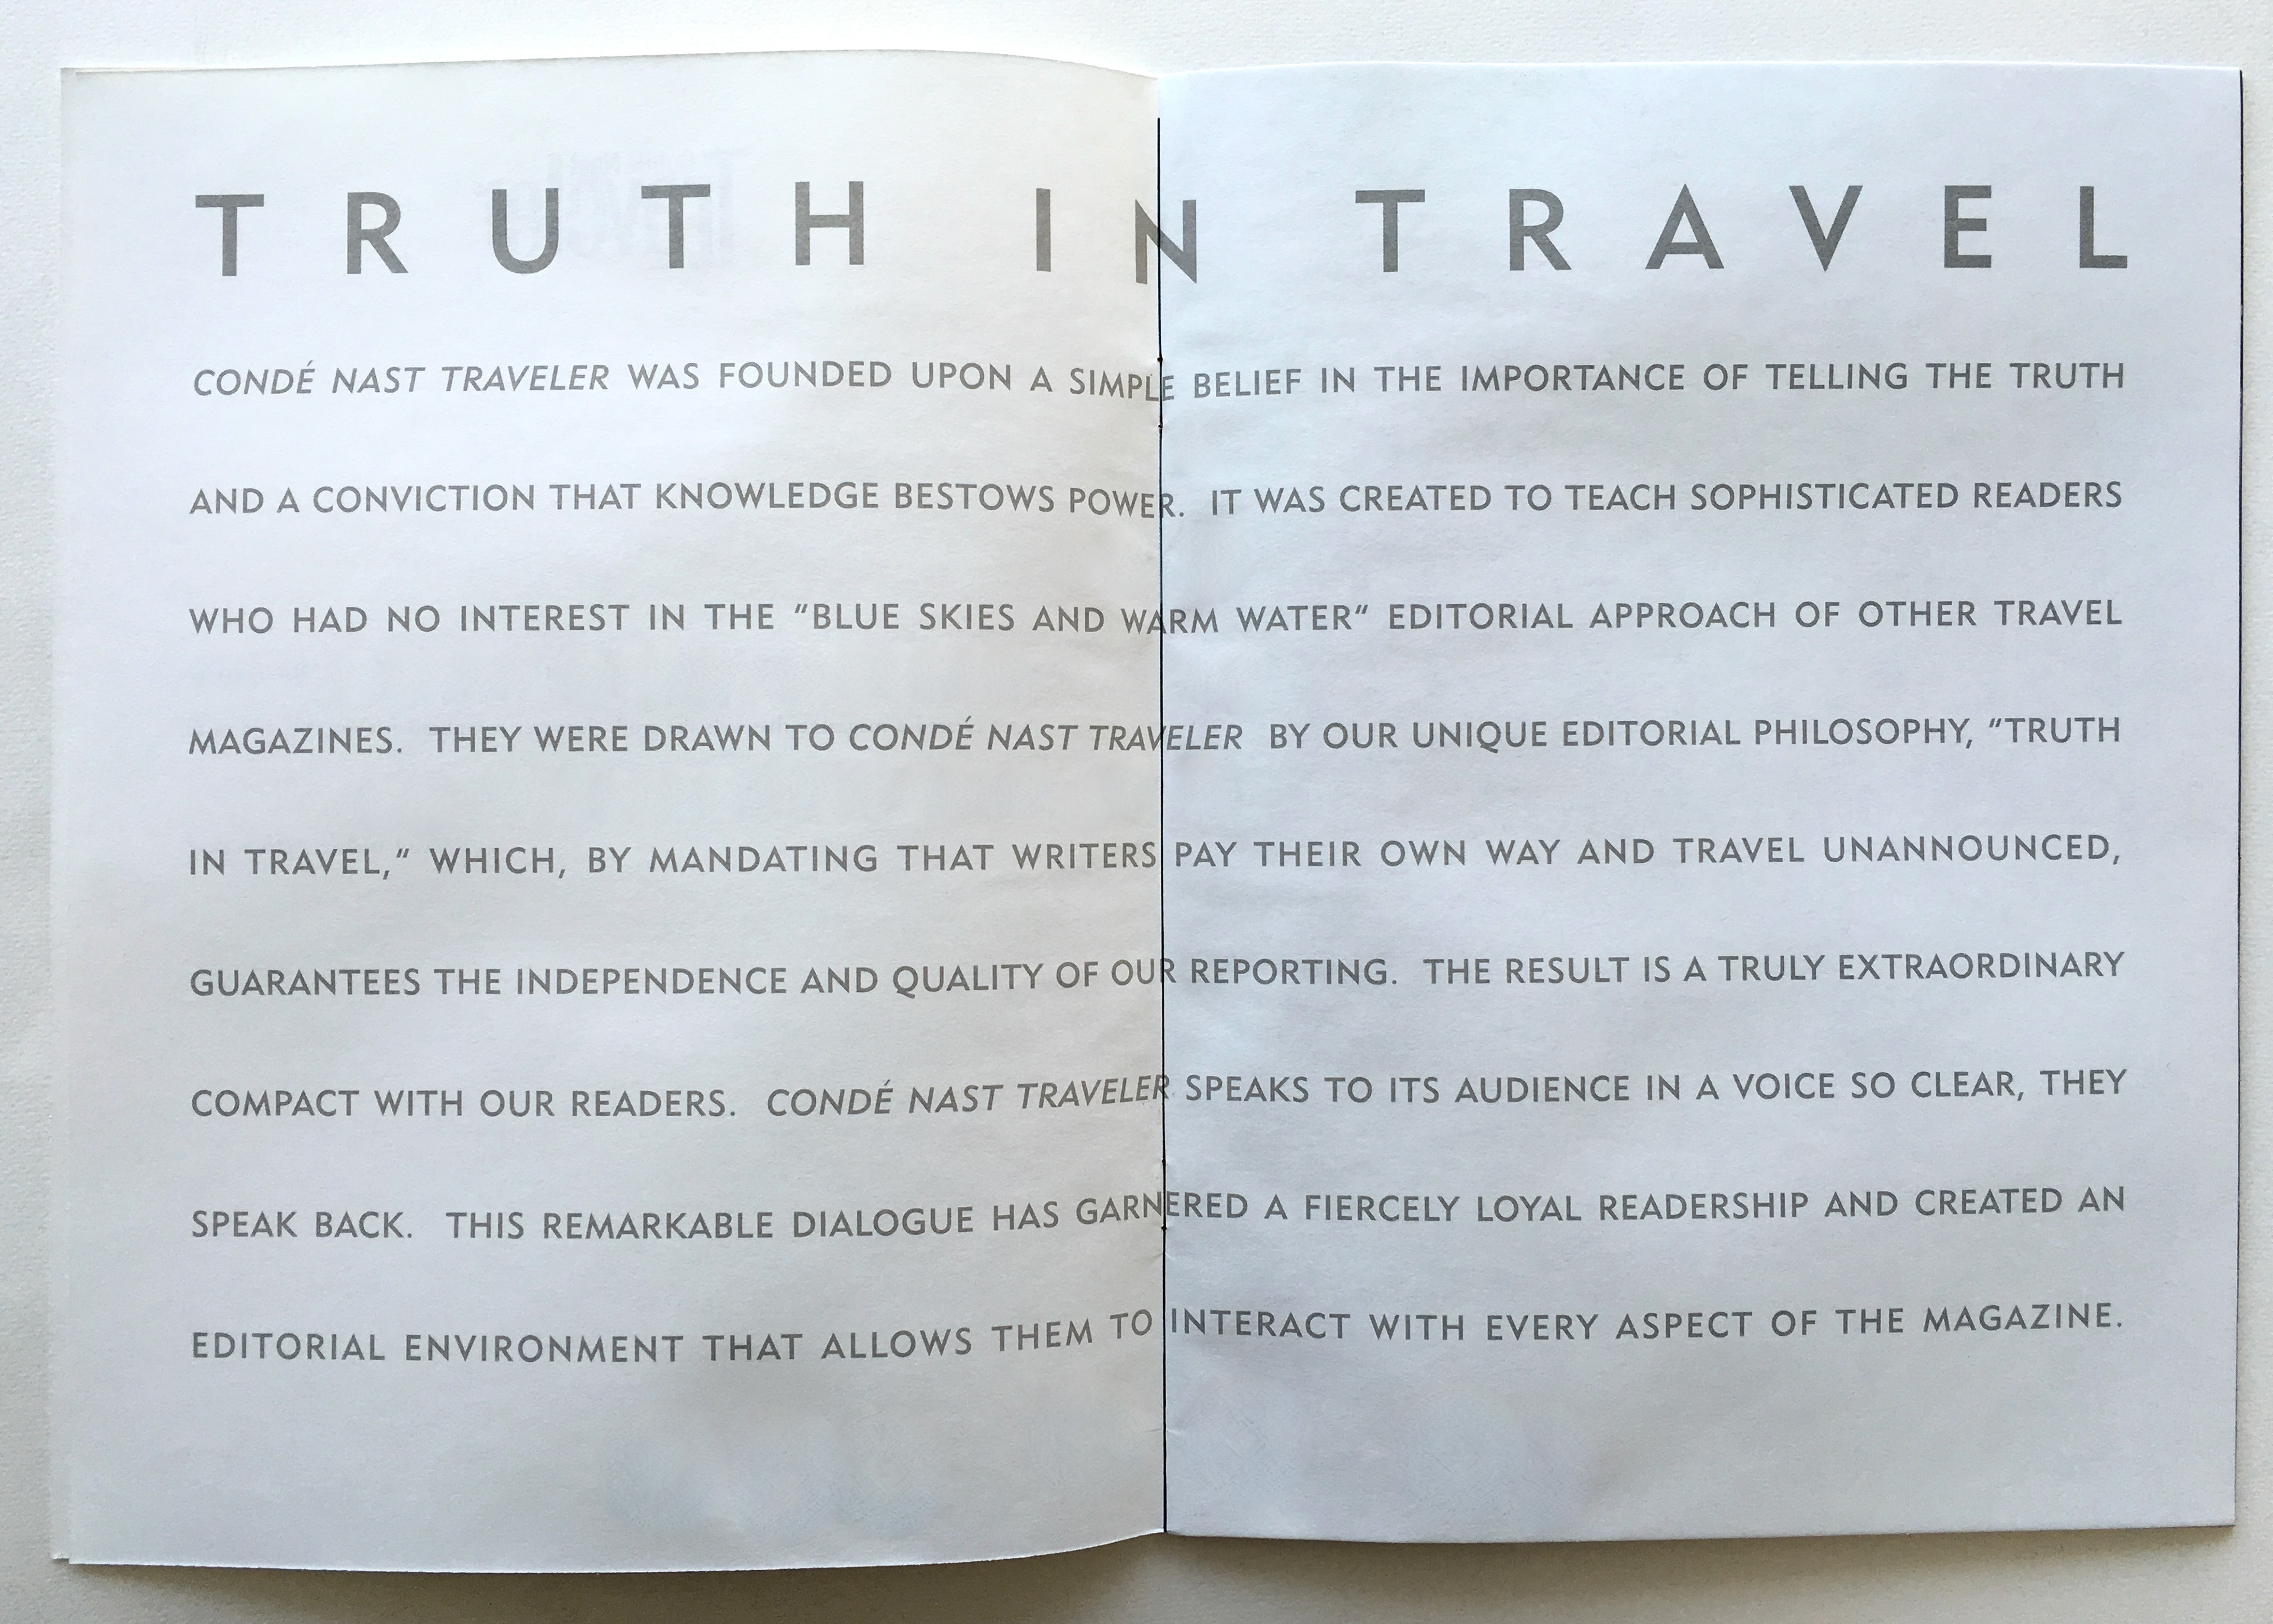 TRUTH IN TRAVEL
CONDÉ NAST TRAVELER WAS FOUNDED UPON A SIMPLE BELIEF IN THE IMPORTANCE OF TELLING THE TRUTH
AND A CONVICTION THAT KNOWLEDGE BESTOWS POWER. IT WAS CREATED TO TEACH SOPHISTICATED READERS
WHO HAD NO INTEREST IN THE "BLUE SKIES AND WARM WATER" EDITORIAL APPROACH OF OTHER TRAVEL
MAGAZINES. THEY WERE DRAWN TO CONDÉ NAST TRAVELER BY OUR UNIQUE EDITORIAL PHILOSOPHY, "TRUTH
IN TRAVEL," WHICH, BY MANDATING THAT WRITERS PAY THEIR OWN WAY AND TRAVEL UNANNOUNCED,
GUARANTEES THE INDEPENDENCE AND QUALITY OF OUR REPORTING. THE RESULT IS A TRULY EXTRAORDINARY
COMPACT WITH OUR READERS. CONDÉ NAST TRAVELER SPEAKS TO ITS AUDIENCE IN A VOICE SO CLEAR, THEY
SPEAK BACK. THIS REMARKABLE DIALOGUE HAS GARNERED A FIERCELY LOYAL READERSHIP AND CREATED AN
EDITORIAL ENVIRONMENT THAT ALLOWS THEM TO INTERACT WITH EVERY ASPECT OF THE MAGAZINE.